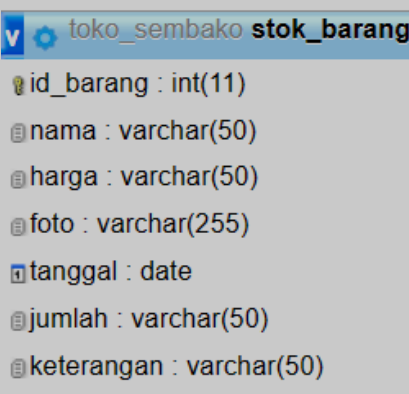 v toko_sembako stok_barang
id_barang : int(11)
nama : varchar(50)
harga : varchar(50)
foto : varchar(255)
tanggal : date
jumlah : varchar(50)
keterangan : varchar(50)